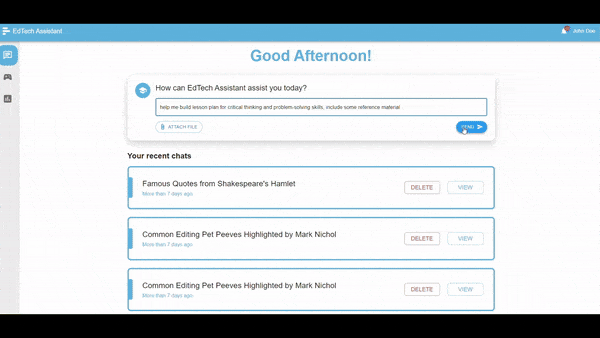 EdTech Assistant
John Doe
Good Afternoon!
How can EdTech Assistant assist you today?
help me build lesson plan for critical thinking and problem-solving skills, include some reference material
ATTACH FILE
SEND
Your recent chats
Famous Quotes from Shakespeare's Hamlet
More than 7 days ago
DELETE
VIEW
Common Editing Pet Peeves Highlighted by Mark Nichol
More than 7 days ago
DELETE
VIEW
Common Editing Pet Peeves Highlighted by Mark Nichol
More than 7 days ago
DELETE
VIEW